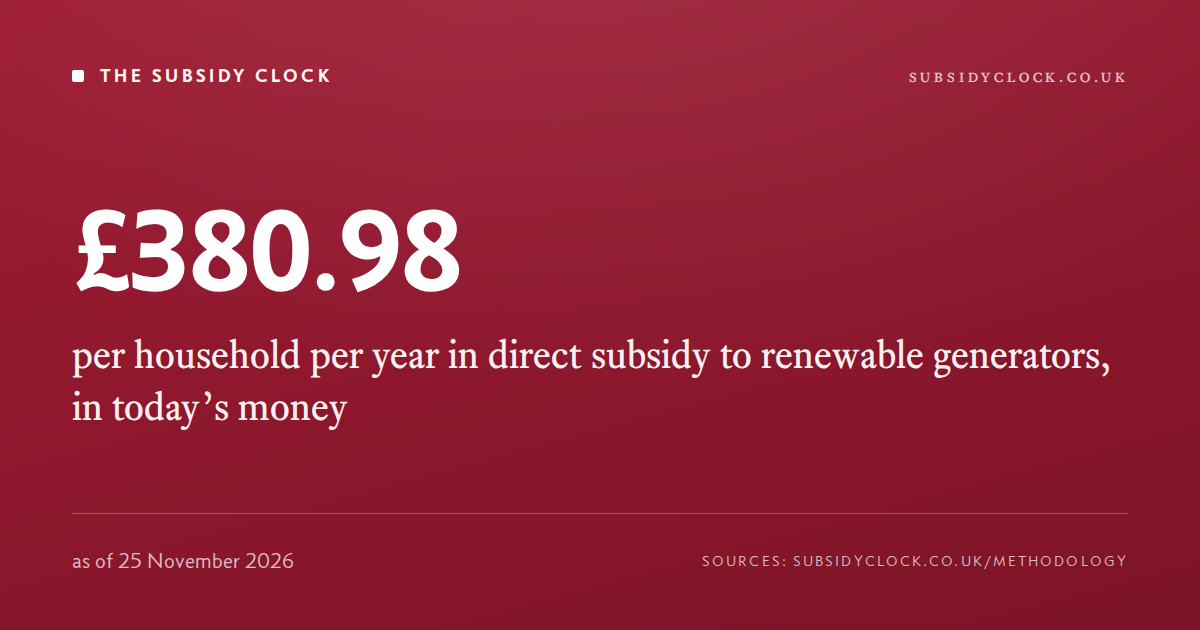 THE SUBSIDY CLOCK
SUBSIDYCLOCK.CO.UK
£380.98
per household per year in direct subsidy to renewable generators,
in today’s money
as of 25 November 2026
SOURCES: SUBSIDYCLOCK.CO.UK/METHODOLOGY